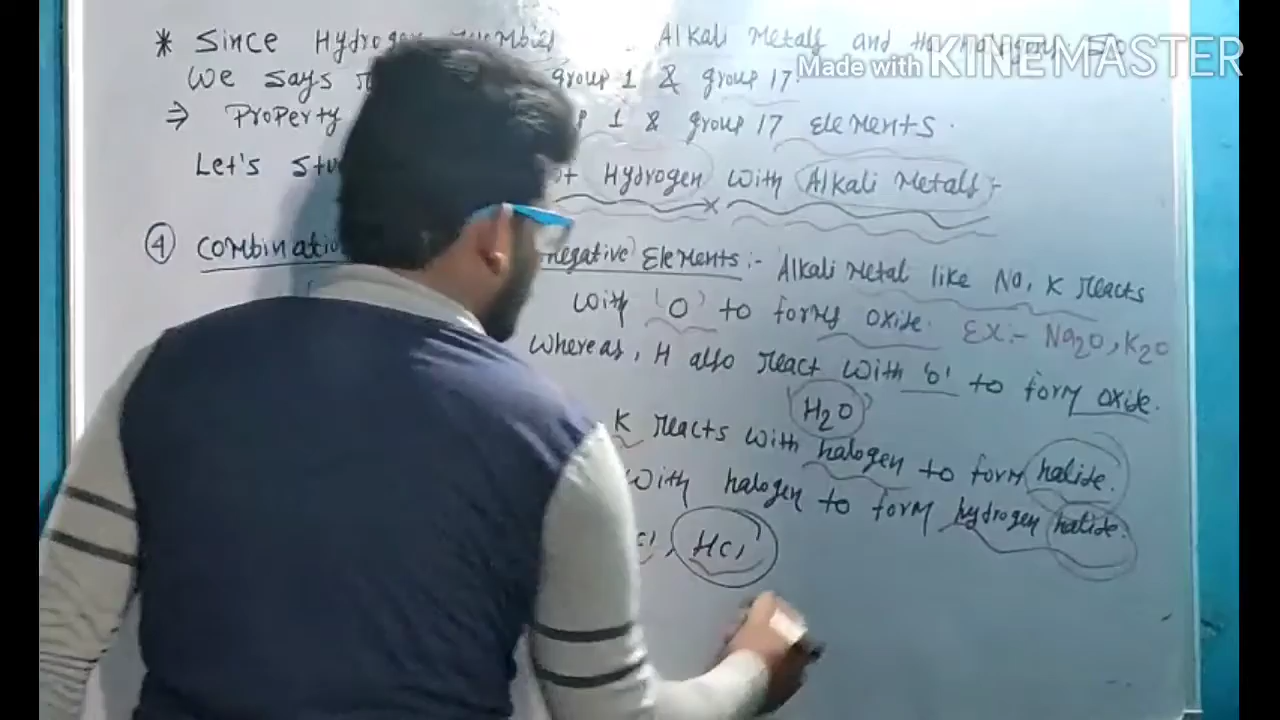 * Since Hydrogen Alkali Metals and
Made with KINEMASTER
We says group 1 & group 17
⇒ Property 1 & group 17 Elements.
Let's Hydrogen with Alkali Metals:-
④ negative Elements:- Alkali Metal like Na, K reacts
with 'O' to forms oxide. Ex:- Na2O, K2O
Whereas, H also react with 'O' to form oxide.
H2O
K reacts with halogen to form halide.
With halogen to form hydrogen halide.
, HCl